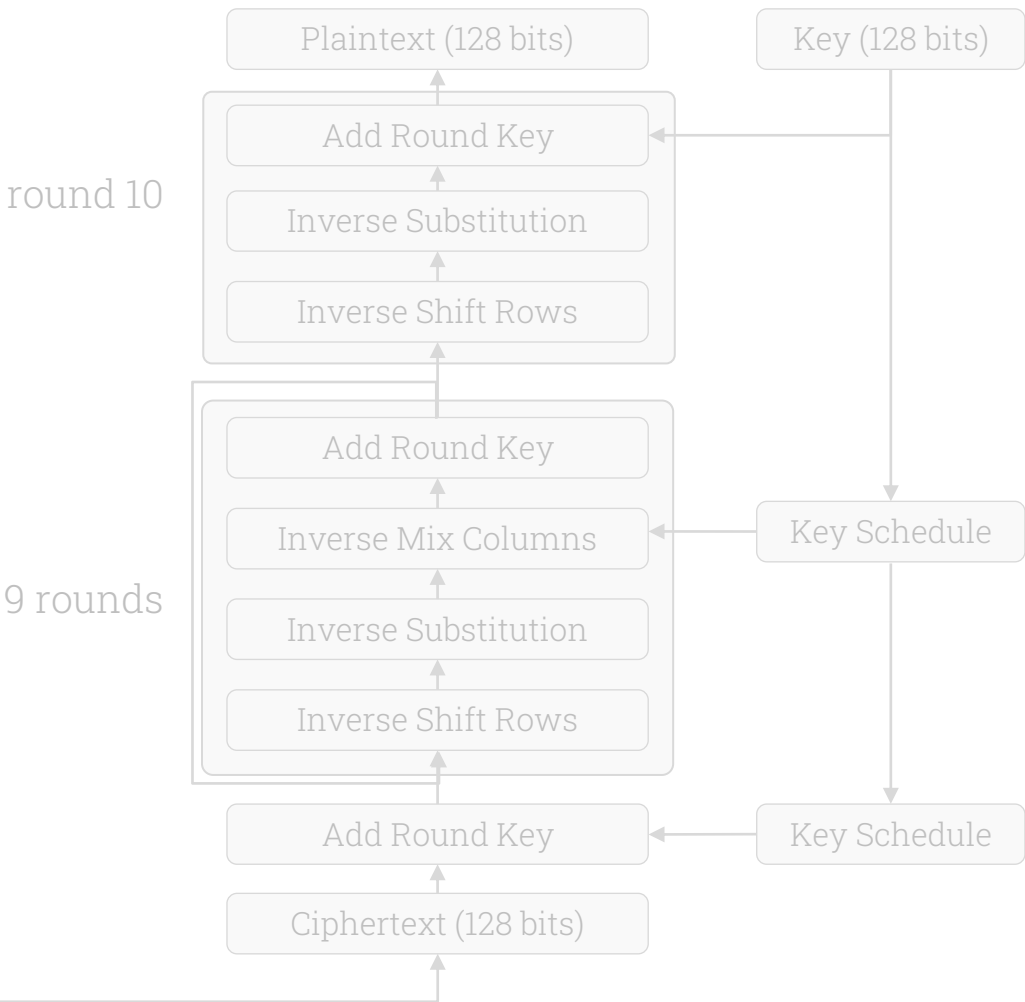 Plaintext (128 bits)
Key (128 bits)
Add Round Key
round 10
Inverse Substitution
Inverse Shift Rows
Add Round Key
Inverse Mix Columns
Key Schedule
9 rounds
Inverse Substitution
Inverse Shift Rows
Add Round Key
Key Schedule
Ciphertext (128 bits)